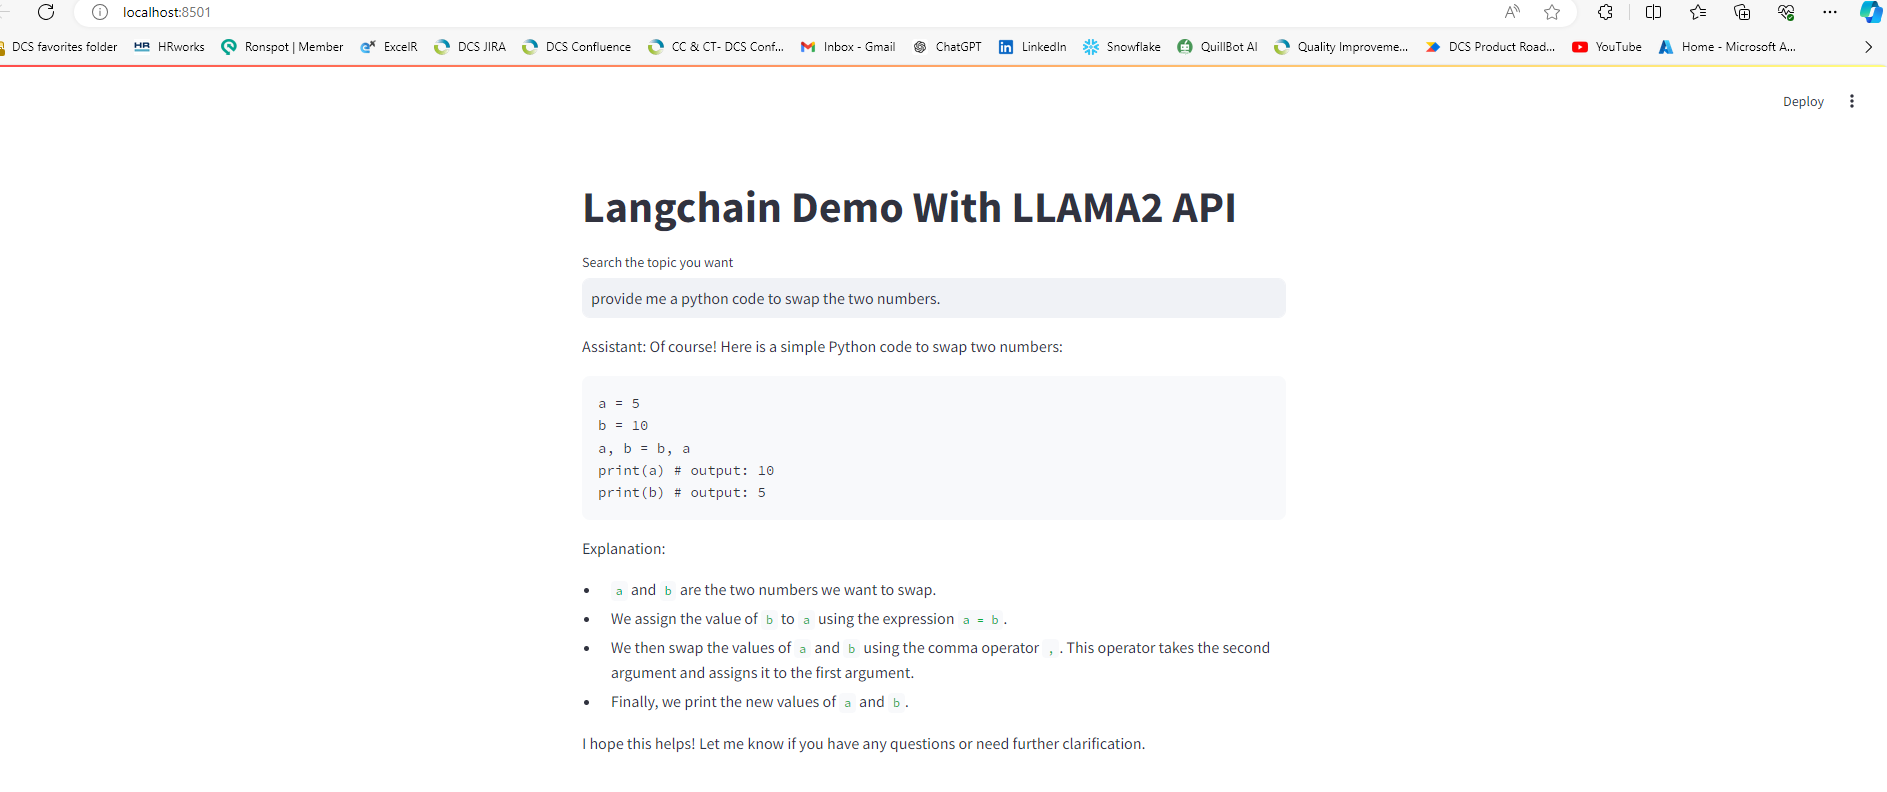 localhost:8501
DCS favorites folder HRworks Ronspot | Member ExcelR DCS JIRA DCS Confluence CC & CT- DCS Conf... Inbox - Gmail ChatGPT LinkedIn Snowflake QuillBot AI Quality Improveme... DCS Product Road... YouTube Home - Microsoft A...
Deploy
Langchain Demo With LLAMA2 API
Search the topic you want
provide me a python code to swap the two numbers.
Assistant: Of course! Here is a simple Python code to swap two numbers:
a = 5
b = 10
a, b = b, a
print(a) # output: 10
print(b) # output: 5
Explanation:
• a and b are the two numbers we want to swap.
• We assign the value of b to a using the expression a = b .
• We then swap the values of a and b using the comma operator , . This operator takes the second
argument and assigns it to the first argument.
• Finally, we print the new values of a and b .
I hope this helps! Let me know if you have any questions or need further clarification.